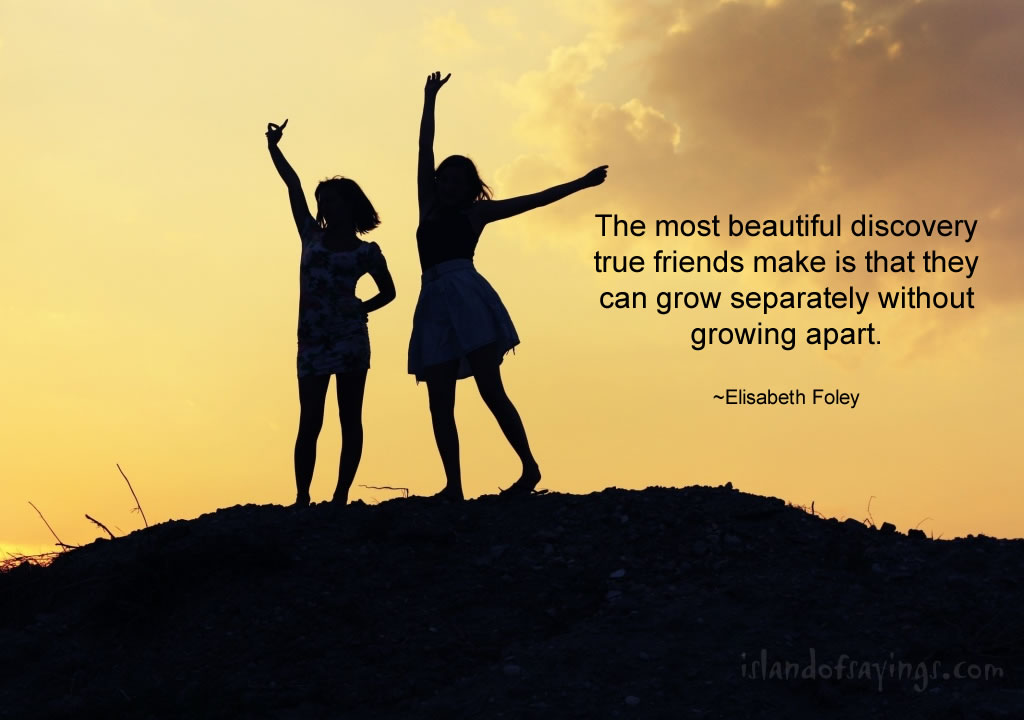 The most beautiful discovery
true friends make is that they
can grow separately without
growing apart.
~Elisabeth Foley
islandofsayings.com